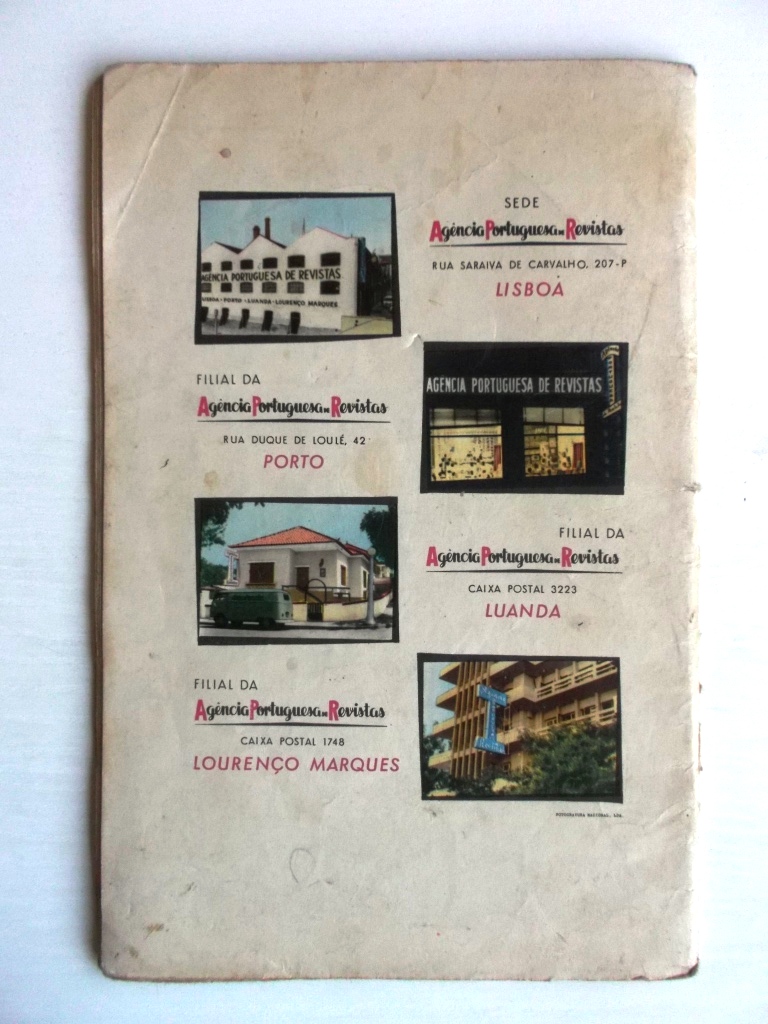 SEDE
Agência Portuguesa DE Revistas
RUA SARAIVA DE CARVALHO, 207-P
LISBOA
AGÊNCIA PORTUGUESA DE REVISTAS
LISBOA - PORTO - LUANDA - LOURENÇO MARQUES
FILIAL DA
Agência Portuguesa DE Revistas
RUA DUQUE DE LOULÉ, 42
PORTO
AGÊNCIA PORTUGUESA DE REVISTAS
FILIAL DA
Agência Portuguesa DE Revistas
CAIXA POSTAL 3223
LUANDA
FILIAL DA
Agência Portuguesa DE Revistas
CAIXA POSTAL 1748
LOURENÇO MARQUES